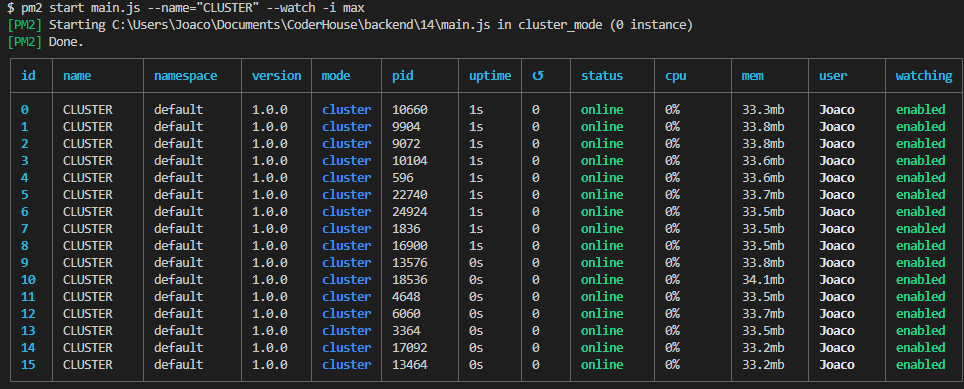 $ pm2 start main.js --name="CLUSTER" --watch -i max
[PM2] Starting C:\Users\Joaco\Documents\CoderHouse\backend\14\main.js in cluster_mode (0 instance)
[PM2] Done.
id name namespace version mode pid uptime ↺ status cpu mem user watching
0 CLUSTER default 1.0.0 cluster 10660 1s 0 online 0% 33.3mb Joaco enabled
1 CLUSTER default 1.0.0 cluster 9904 1s 0 online 0% 33.8mb Joaco enabled
2 CLUSTER default 1.0.0 cluster 9072 1s 0 online 0% 33.8mb Joaco enabled
3 CLUSTER default 1.0.0 cluster 10104 1s 0 online 0% 33.6mb Joaco enabled
4 CLUSTER default 1.0.0 cluster 596 1s 0 online 0% 33.6mb Joaco enabled
5 CLUSTER default 1.0.0 cluster 22740 1s 0 online 0% 33.7mb Joaco enabled
6 CLUSTER default 1.0.0 cluster 24924 1s 0 online 0% 33.5mb Joaco enabled
7 CLUSTER default 1.0.0 cluster 1836 1s 0 online 0% 33.5mb Joaco enabled
8 CLUSTER default 1.0.0 cluster 16900 1s 0 online 0% 33.5mb Joaco enabled
9 CLUSTER default 1.0.0 cluster 13576 0s 0 online 0% 33.8mb Joaco enabled
10 CLUSTER default 1.0.0 cluster 18536 0s 0 online 0% 34.1mb Joaco enabled
11 CLUSTER default 1.0.0 cluster 4648 0s 0 online 0% 33.5mb Joaco enabled
12 CLUSTER default 1.0.0 cluster 6060 0s 0 online 0% 33.7mb Joaco enabled
13 CLUSTER default 1.0.0 cluster 3364 0s 0 online 0% 33.5mb Joaco enabled
14 CLUSTER default 1.0.0 cluster 17092 0s 0 online 0% 33.2mb Joaco enabled
15 CLUSTER default 1.0.0 cluster 13464 0s 0 online 0% 33.2mb Joaco enabled